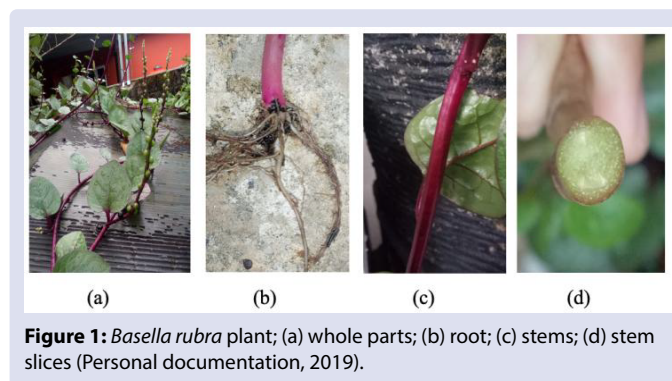 (a) (b) (c) (d)
Figure 1: Basella rubra plant; (a) whole parts; (b) root; (c) stems; (d) stem
slices (Personal documentation, 2019).